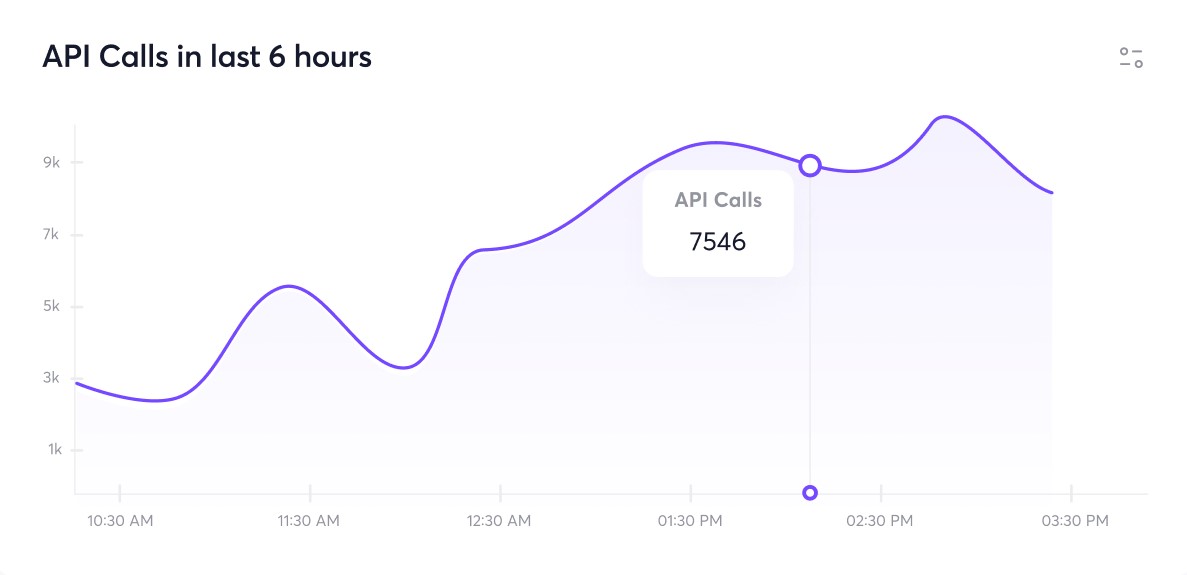 API Calls in last 6 hours
9k
7k
5k
3k
1k
API Calls
7546
10:30 AM
11:30 AM
12:30 AM
01:30 PM
02:30 PM
03:30 PM